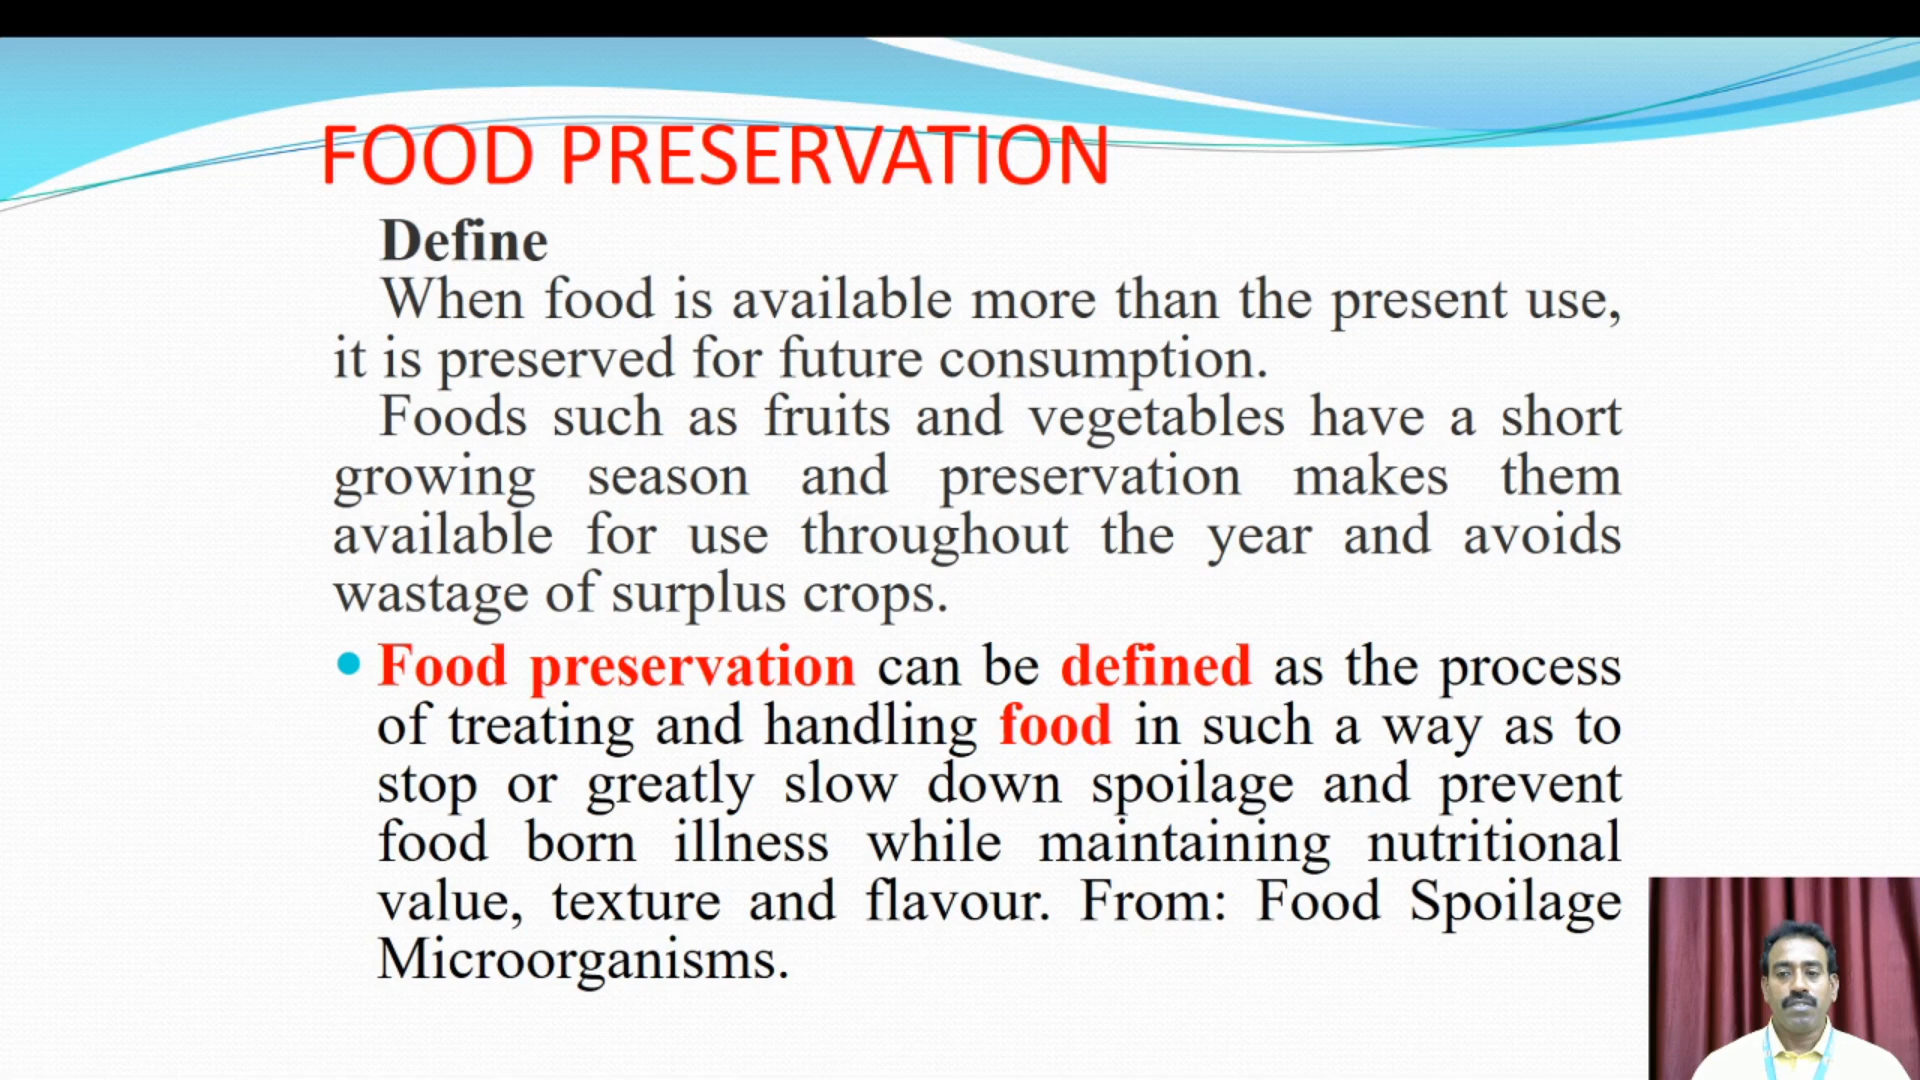 FOOD PRESERVATION
Define
When food is available more than the present use,
it is preserved for future consumption.
Foods such as fruits and vegetables have a short
growing season and preservation makes them
available for use throughout the year and avoids
wastage of surplus crops.
Food preservation can be defined as the process
of treating and handling food in such a way as to
stop or greatly slow down spoilage and prevent
food born illness while maintaining nutritional
value, texture and flavour. From: Food Spoilage
Microorganisms.